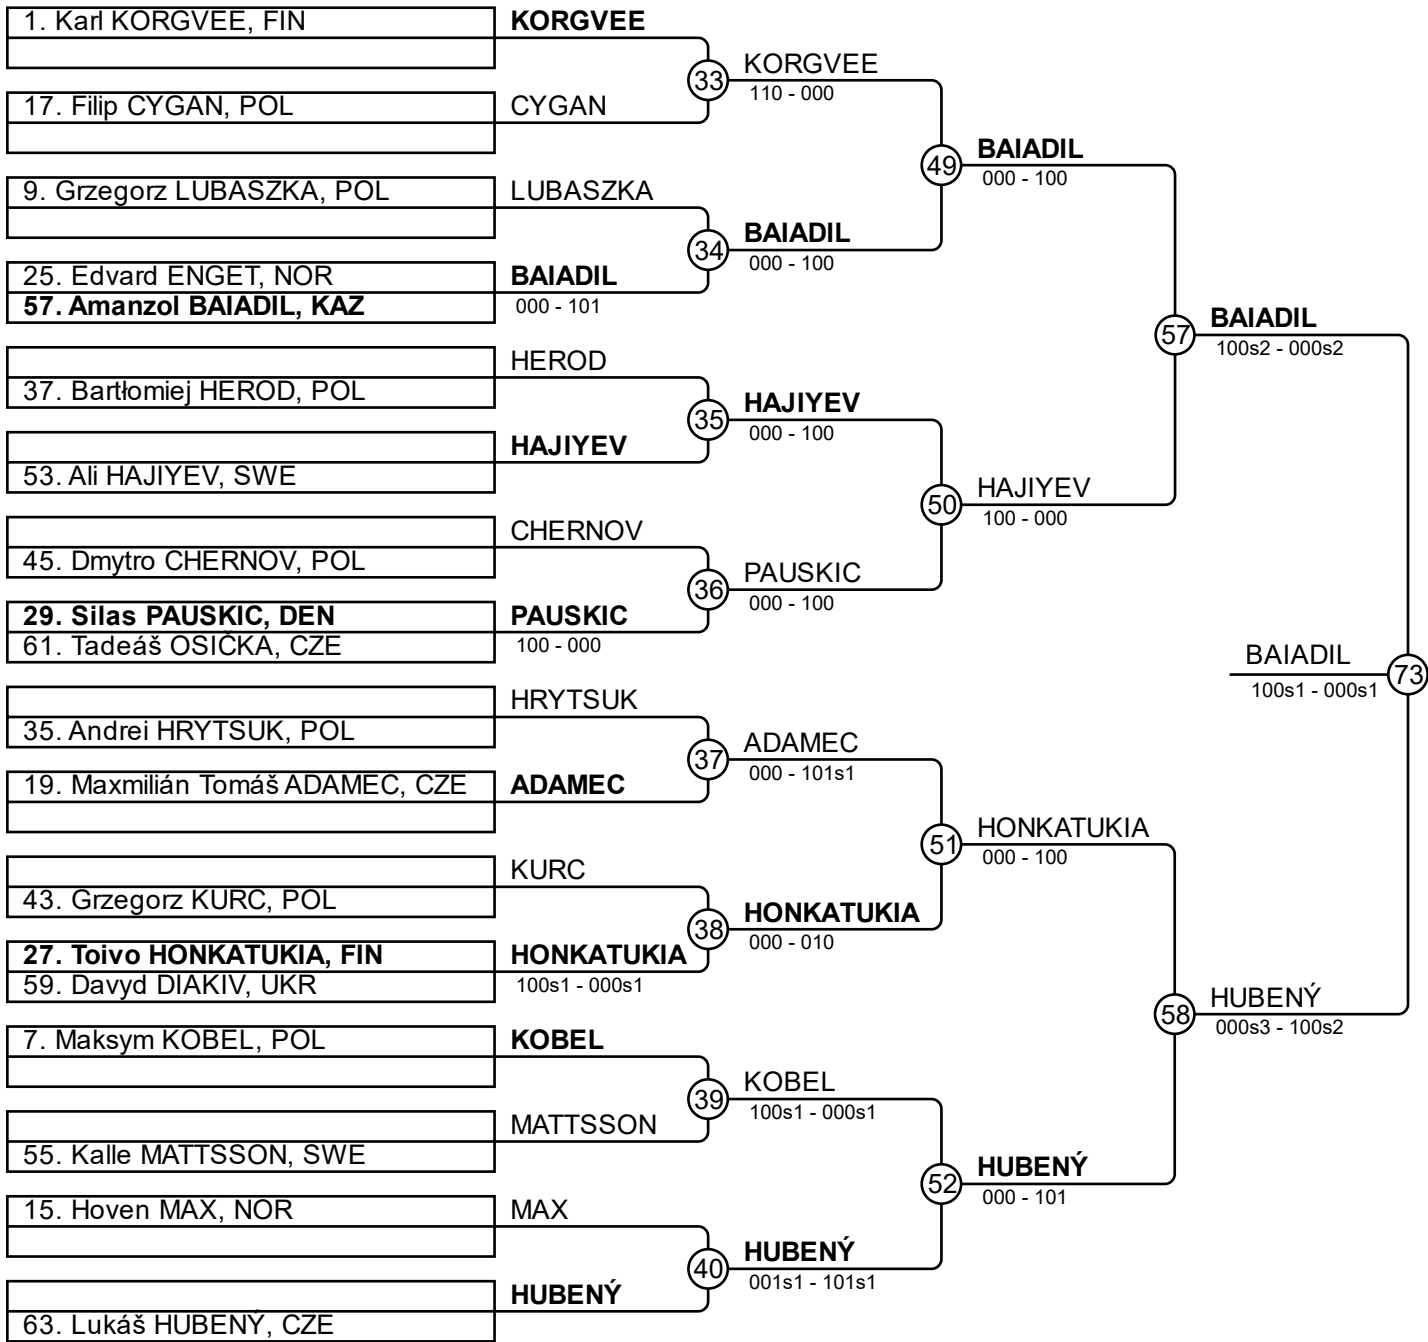 1. Karl KORGVEE, FIN
KORGVEE
33
KORGVEE
110 - 000
17. Filip CYGAN, POL
CYGAN
49
BAIADIL
000 - 100
9. Grzegorz LUBASZKA, POL
LUBASZKA
34
BAIADIL
000 - 100
25. Edvard ENGET, NOR
57. Amanzol BAIADIL, KAZ
BAIADIL
000 - 101
57
BAIADIL
100s2 - 000s2
37. Bartłomiej HEROD, POL
HEROD
35
HAJIYEV
000 - 100
53. Ali HAJIYEV, SWE
HAJIYEV
50
HAJIYEV
100 - 000
45. Dmytro CHERNOV, POL
CHERNOV
36
PAUSKIC
000 - 100
29. Silas PAUSKIC, DEN
61. Tadeáš OSIČKA, CZE
PAUSKIC
100 - 000
BAIADIL
100s1 - 000s1
73
35. Andrei HRYTSUK, POL
HRYTSUK
37
ADAMEC
000 - 101s1
19. Maxmilián Tomáš ADAMEC, CZE
ADAMEC
51
HONKATUKIA
000 - 100
43. Grzegorz KURC, POL
KURC
38
HONKATUKIA
000 - 010
27. Toivo HONKATUKIA, FIN
59. Davyd DIAKIV, UKR
HONKATUKIA
100s1 - 000s1
58
HUBENÝ
000s3 - 100s2
7. Maksym KOBEL, POL
KOBEL
39
KOBEL
100s1 - 000s1
55. Kalle MATTSSON, SWE
MATTSSON
52
HUBENÝ
000 - 101
15. Hoven MAX, NOR
MAX
40
HUBENÝ
001s1 - 101s1
63. Lukáš HUBENÝ, CZE
HUBENÝ